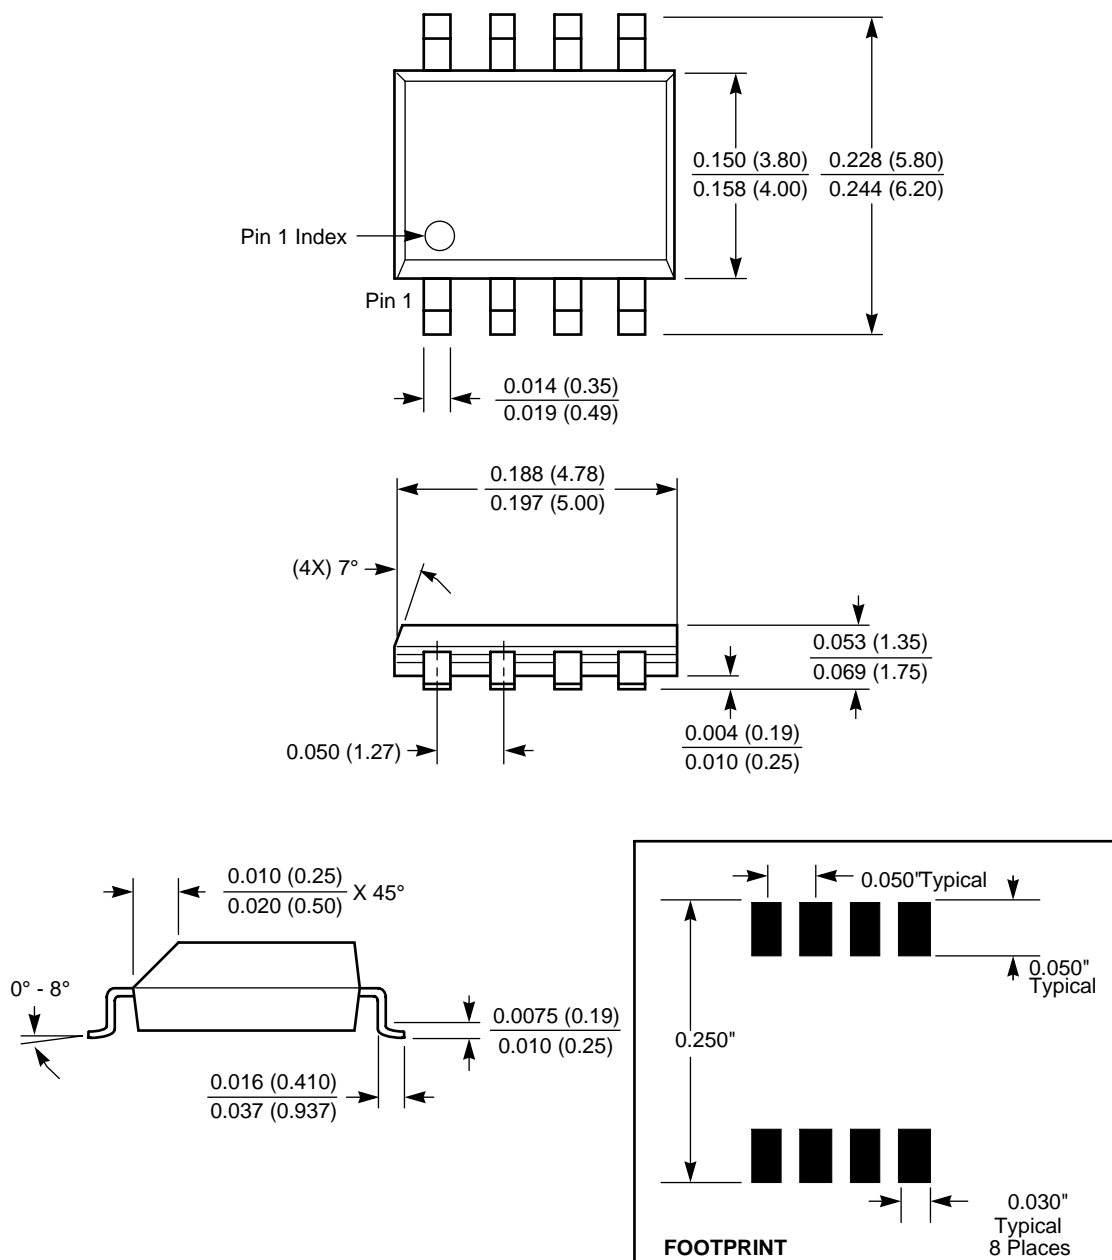 0.150 (3.80) 0.228 (5.80)
0.158 (4.00) 0.244 (6.20)
Pin 1 Index
Pin 1
0.014 (0.35)
0.019 (0.49)
0.188 (4.78)
0.197 (5.00)
(4X) 7°
0.053 (1.35)
0.069 (1.75)
0.004 (0.19)
0.010 (0.25)
0.050 (1.27)
0.010 (0.25)
0.020 (0.50)
X 45°
0° - 8°
0.0075 (0.19)
0.010 (0.25)
0.016 (0.410)
0.037 (0.937)
0.050"Typical
0.050"
Typical
0.250"
0.030"
Typical
8 Places
FOOTPRINT